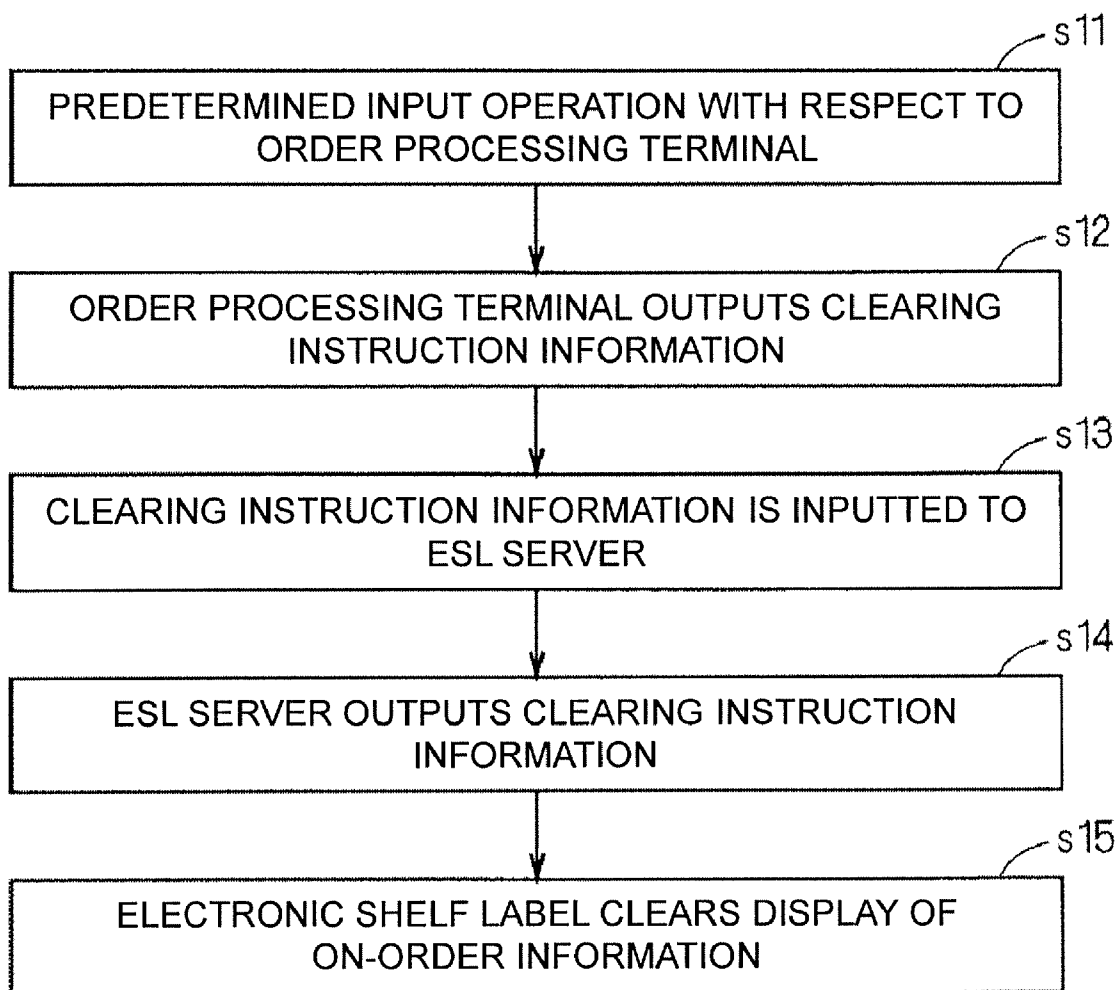 s11
PREDETERMINED INPUT OPERATION WITH RESPECT TO
ORDER PROCESSING TERMINAL
s12
ORDER PROCESSING TERMINAL OUTPUTS CLEARING
INSTRUCTION INFORMATION
s13
CLEARING INSTRUCTION INFORMATION IS INPUTTED TO
ESL SERVER
s14
ESL SERVER OUTPUTS CLEARING INSTRUCTION
INFORMATION
s15
ELECTRONIC SHELF LABEL CLEARS DISPLAY OF
ON-ORDER INFORMATION